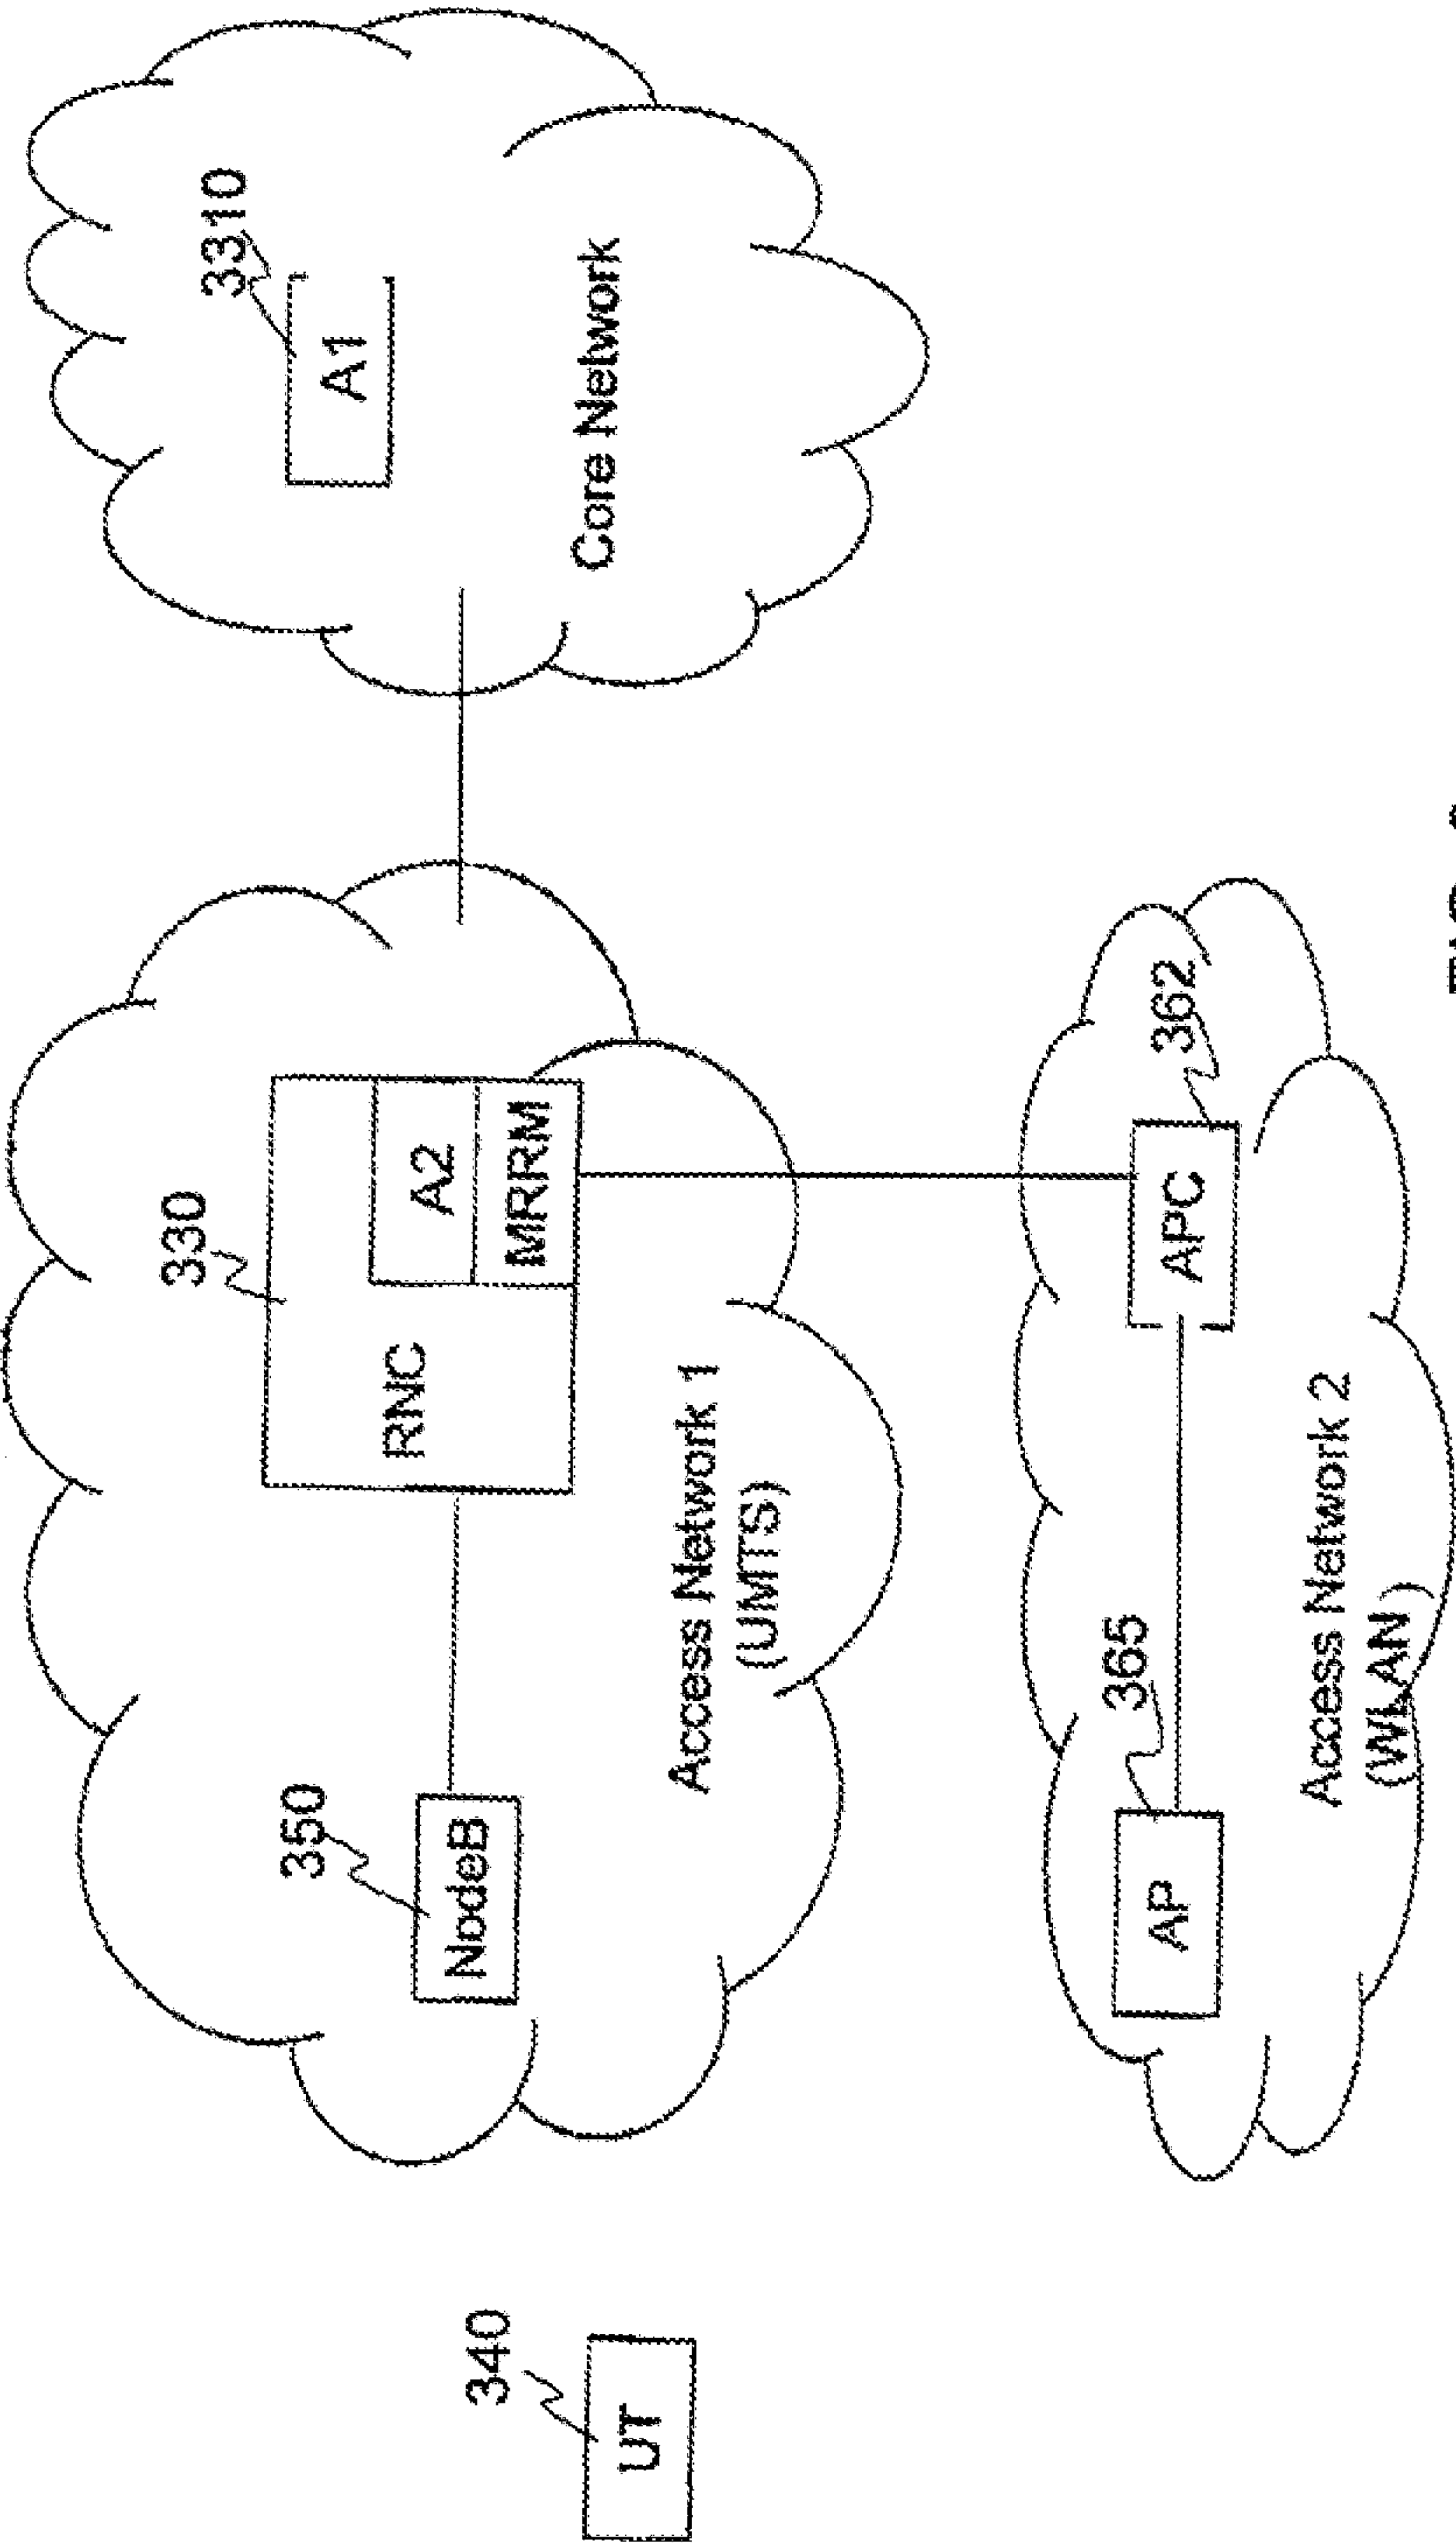 340
UT
350
NodeB
330
RNC
A2
MRRM
Access Network 1
(UMTS)
3310
A1
Core Network
365
AP
362
APC
Access Network 2
(WLAN)